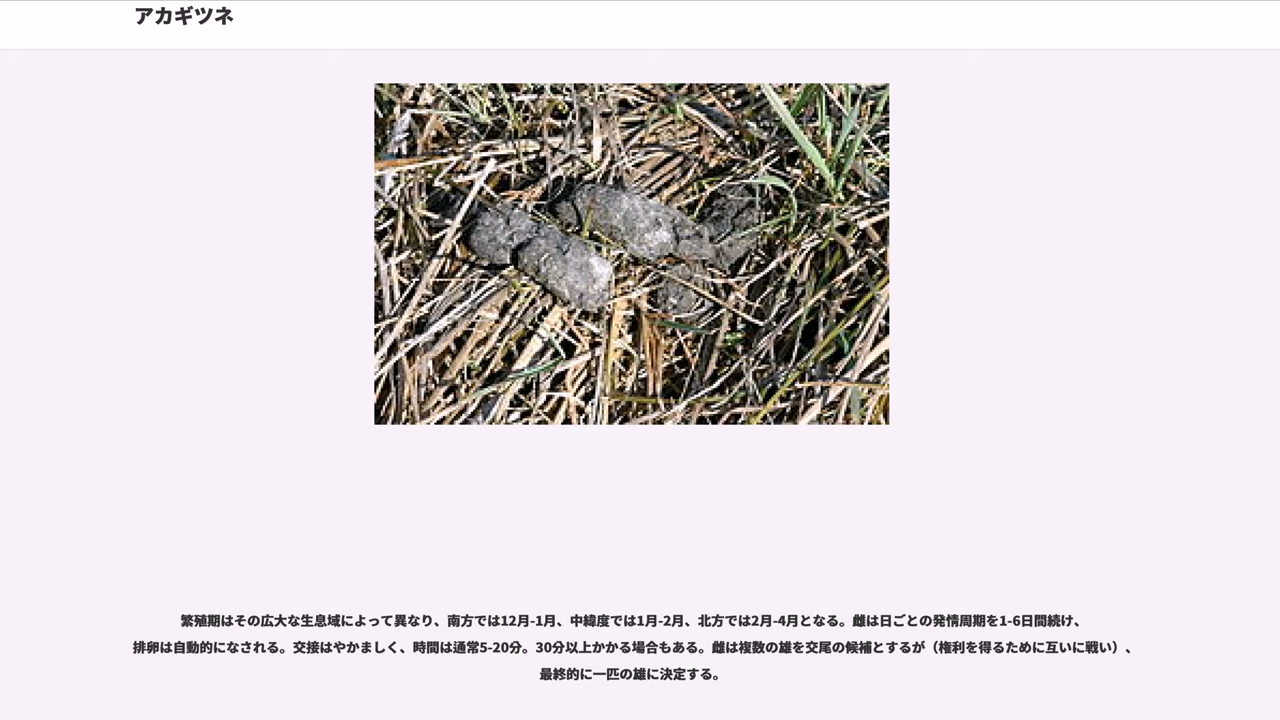 アカギツネ
繁殖期はその広大な生息域によって異なり、南方では12月-1月、中緯度では1月-2月、北方では2月-4月となる。雌は日ごとの発情周期を1-6日間続け、
排卵は自動的になされる。交接はやかましく、時間は通常5-20分。30分以上かかる場合もある。雌は複数の雄を交尾の候補とするが（権利を得るために互いに戦い）、
最終的に一匹の雄に決定する。